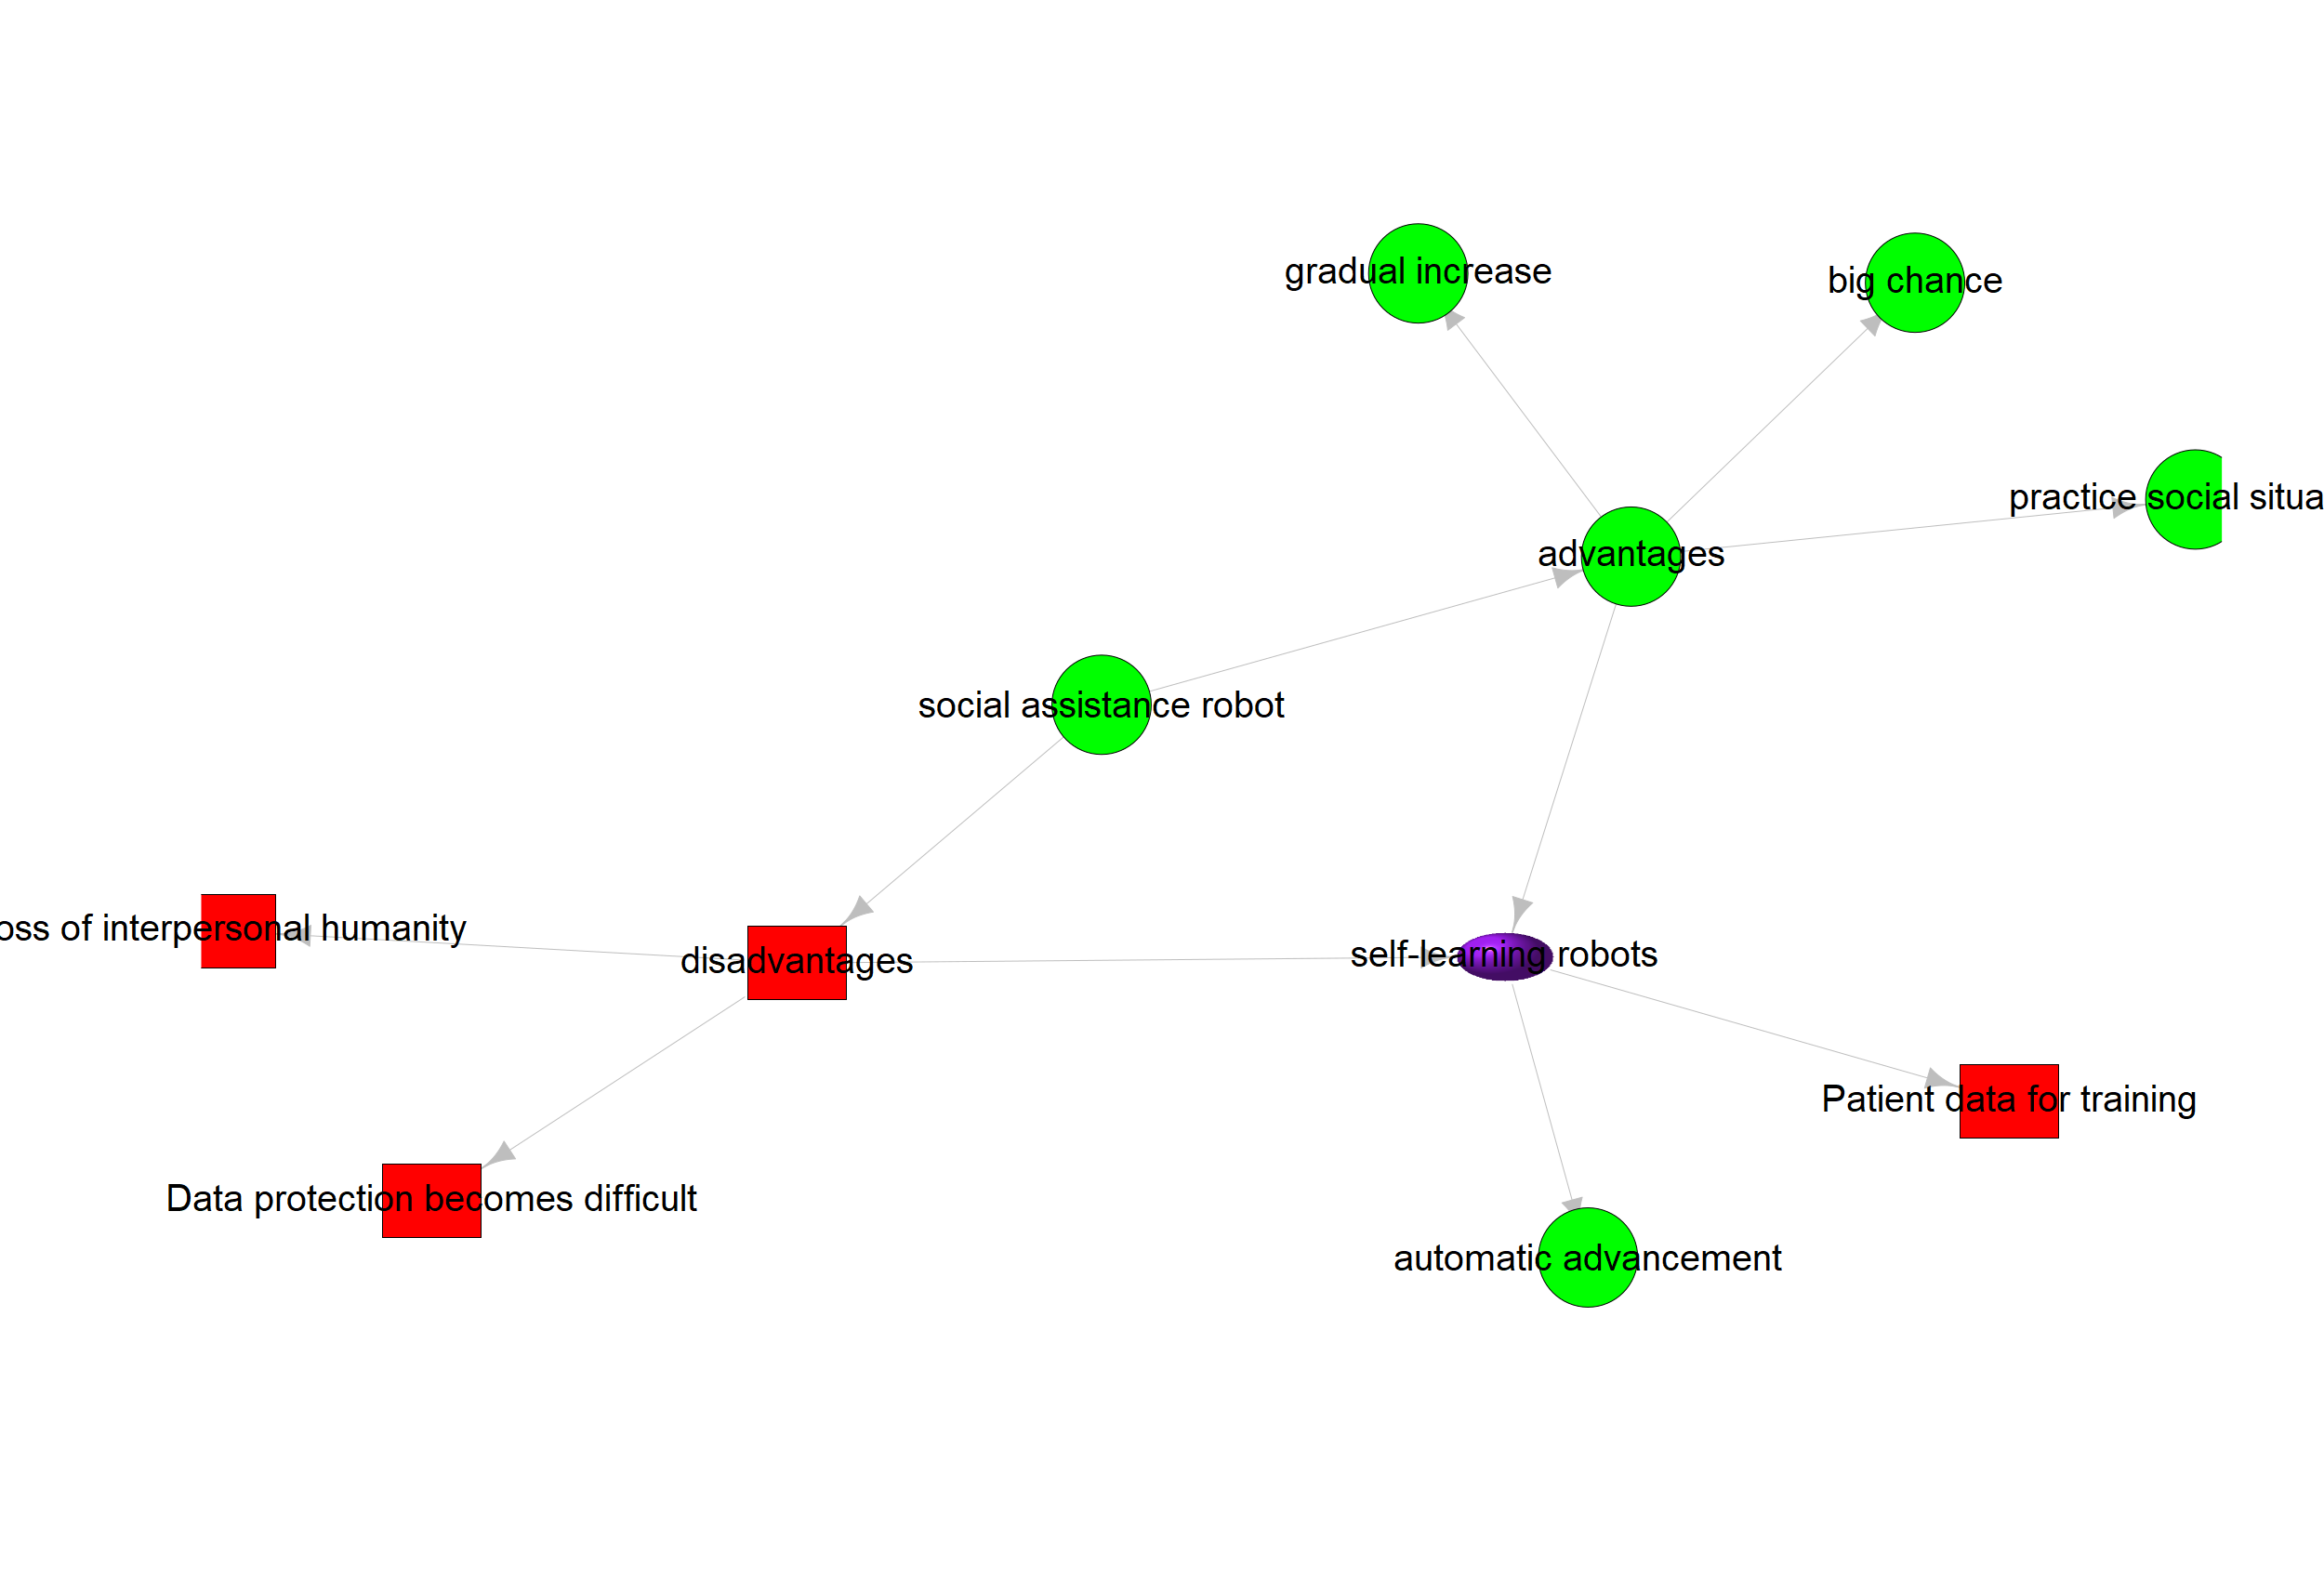 gradual increase
big chance
practice social situa
advantages
social assistance robot
oss of interpersonal humanity
disadvantages
self-learning robots
Patient data for training
Data protection becomes difficult
automatic advancement